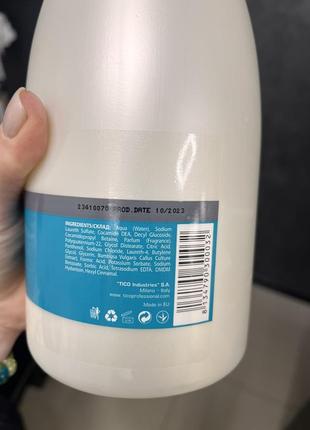 23410070 PROD.DATE 10/2023
INGREDIENTS/СКЛАД: Aqua (Water), Sodium
Laureth Sulfate, Cocamide DEA, Decyl Glucoside,
Cocamidopropyl Betaine, Parfum (Fragrance),
Polyquaternium-22, Glycol Distearate, Citric Acid,
Panthenol, Sodium Chloride, Laureth-4, Butylene
Glycol, Glycerin, Bambusa Vulgaris Callus Culture
Extract, Formic Acid, Potassium Sorbate, Sodium
Benzoate, Sorbic Acid, Tetrasodium EDTA, DMDM
Hydantoin, Hexyl Cinnamal.
"TICO Industries" S.A.
Milano - Italy
www.ticoprofessional.com
Made in EU